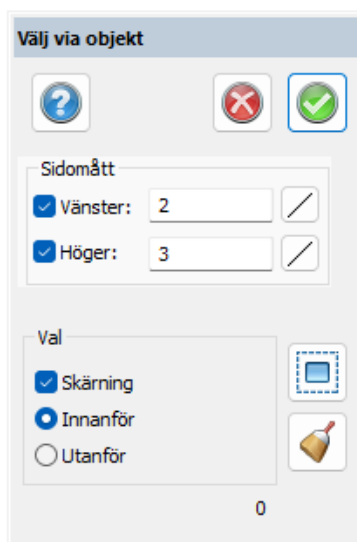 Välj via objekt
Sidomått
Vänster: 2
Höger: 3
Val
Skärning
Innanför
Utanför
0